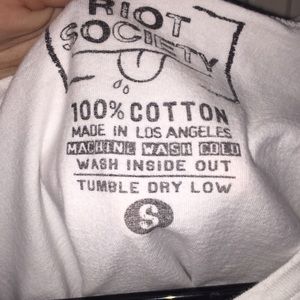 RIOT
SOCIETY
100% COTTON
MADE IN LOS ANGELES
MACHINE WASH COLD
WASH INSIDE OUT
TUMBLE DRY LOW
S